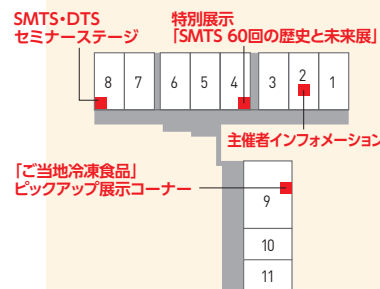 SMTS・DTS
セミナーステージ
特別展示
「SMTS 60回の歴史と未来展」
8 7 6 5 4 3 2 1
主催者インフォメーション
「ご当地冷凍食品」
ピックアップ展示コーナー
9
10
11